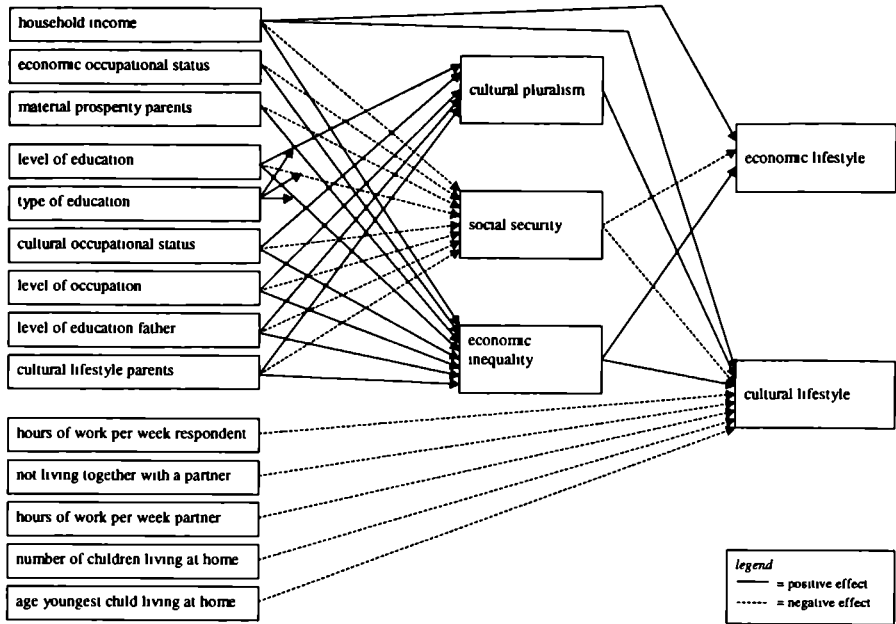 household income
economic occupational status
material prosperity parents
level of education
type of education
cultural occupational status
level of occupation
level of education father
cultural lifestyle parents
hours of work per week respondent
not living together with a partner
hours of work per week partner
number of children living at home
age youngest child living at home
cultural pluralism
social security
economic
inequality
economic lifestyle
cultural lifestyle
legend
= positive effect
= negative effect